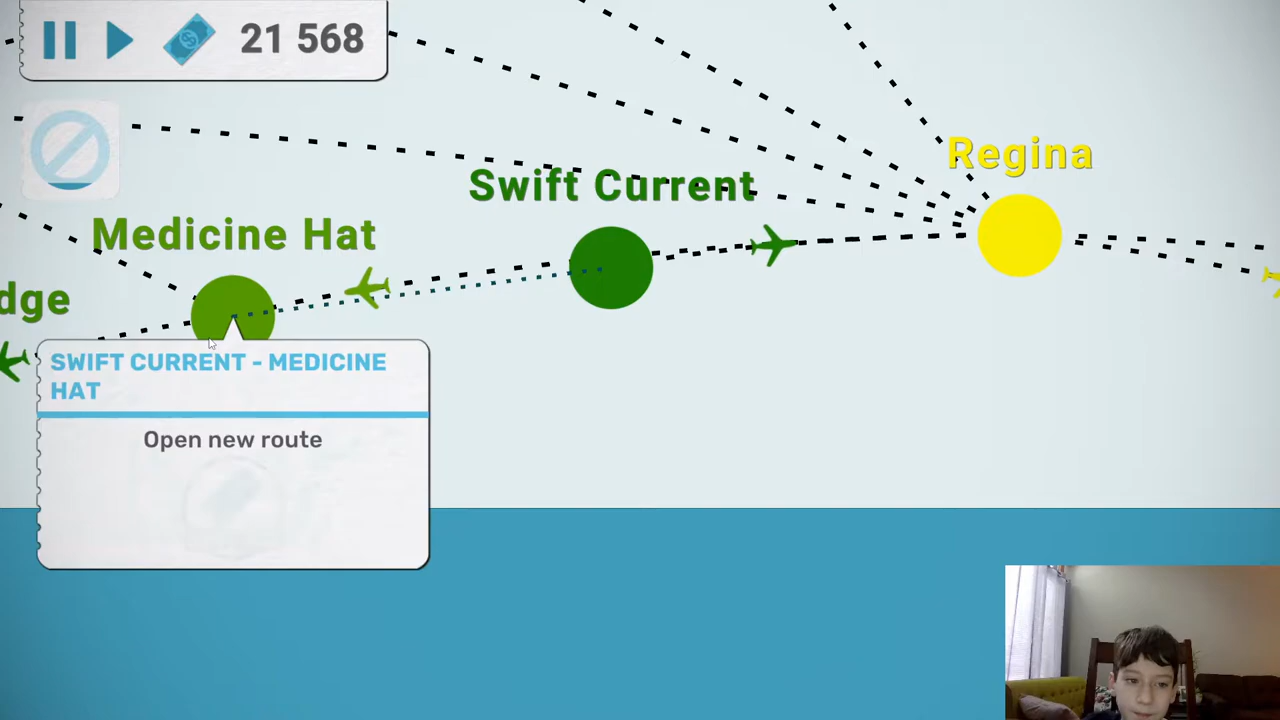 21 568
Regina
Swift Current
Medicine Hat
dge
SWIFT CURRENT - MEDICINE
HAT
Open new route